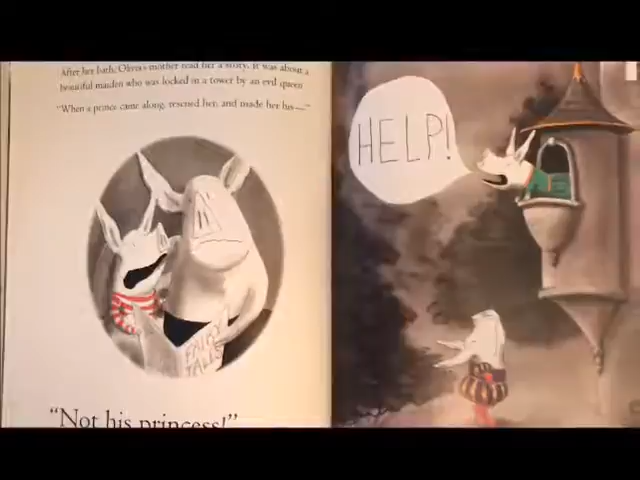 After her bath, Olivia's mother read her a story. It was about a
beautiful maiden who was locked in a tower by an evil queen
"When a prince came along, rescued her, and made her his—"
HELP!
FAIRY
TALES
"Not his princess!"